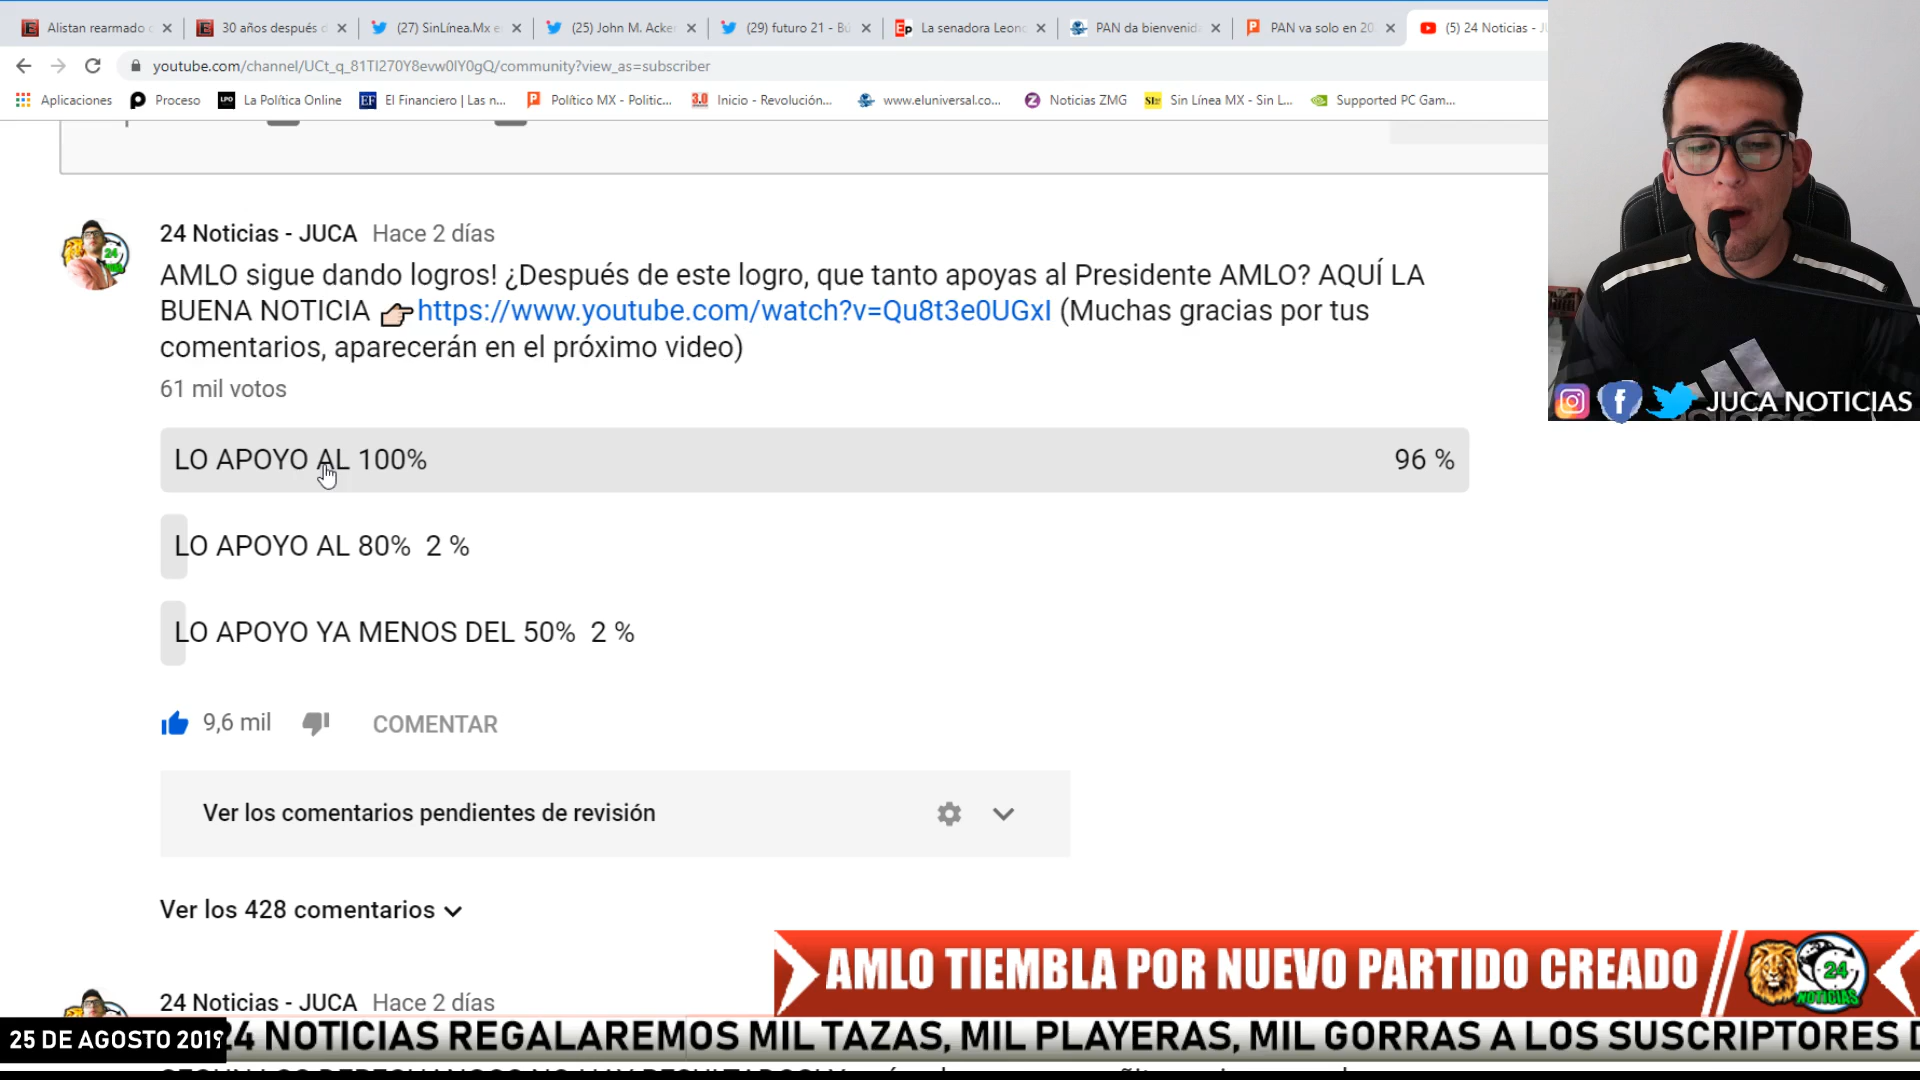 Alistan rearmado
30 años después d
(27) SinLínea.Mx e
(25) John M. Acker
(29) futuro 21 - Bú
La senadora Leono
PAN da bienvenida
PAN va solo en 20
(5) 24 Noticias - J
youtube.com/channel/UCt_q_81TI270Y8evw0lY0gQ/community?view_as=subscriber
Aplicaciones
Proceso
La Política Online
El Financiero | Las n...
Político MX - Politic...
Inicio - Revolución...
www.eluniversal.co...
Noticias ZMG
Sin Línea MX - Sin L...
Supported PC Gam...
24 Noticias - JUCA Hace 2 días
AMLO sigue dando logros! ¿Después de este logro, que tanto apoyas al Presidente AMLO? AQUÍ LA
BUENA NOTICIA 👉🏻https://www.youtube.com/watch?v=Qu8t3e0UGxI (Muchas gracias por tus
comentarios, aparecerán en el próximo video)
61 mil votos
LO APOYO AL 100% 96 %
LO APOYO AL 80% 2 %
LO APOYO YA MENOS DEL 50% 2 %
9,6 mil COMENTAR
Ver los comentarios pendientes de revisión
Ver los 428 comentarios
JUCA NOTICIAS
AMLO TIEMBLA POR NUEVO PARTIDO CREADO
24 NOTICIAS
24 Noticias - JUCA Hace 2 días
25 DE AGOSTO 2019
24 NOTICIAS REGALAREMOS MIL TAZAS, MIL PLAYERAS, MIL GORRAS A LOS SUSCRIPTORES D